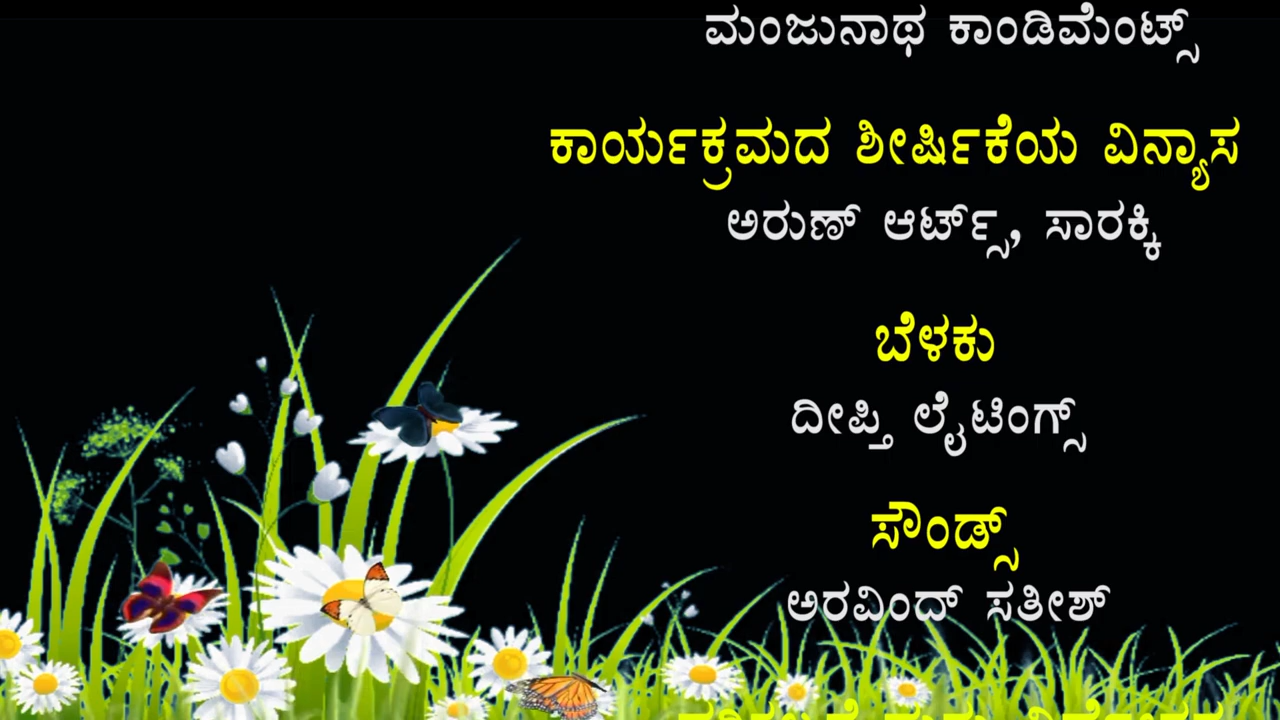 ಮಂಜುನಾಥ ಕಾಂಡಿಮೆಂಟ್ಸ್
ಕಾರ್ಯಕ್ರಮದ ಶೀರ್ಷಿಕೆಯ ವಿನ್ಯಾಸ
ಅರುಣ್ ಆರ್ಟ್ಸ್, ಸಾರಕ್ಕಿ
ಬೆಳಕು
ದೀಪ್ತಿ ಲೈಟಿಂಗ್ಸ್
ಸೌಂಡ್ಸ್
ಅರವಿಂದ್ ಸತೀಶ್